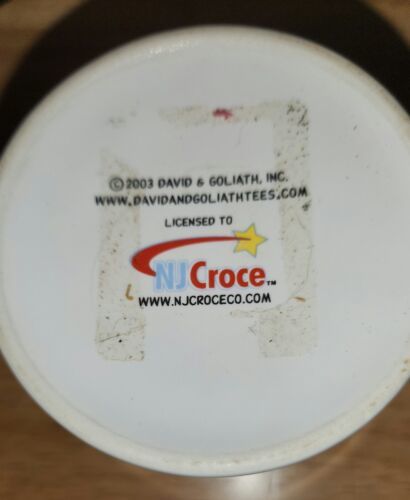 ©2003 DAVID & GOLIATH, INC.
WWW.DAVIDANDGOLIATHTEES.COM
LICENSED TO
NJCroce™
WWW.NJCROCECO.COM